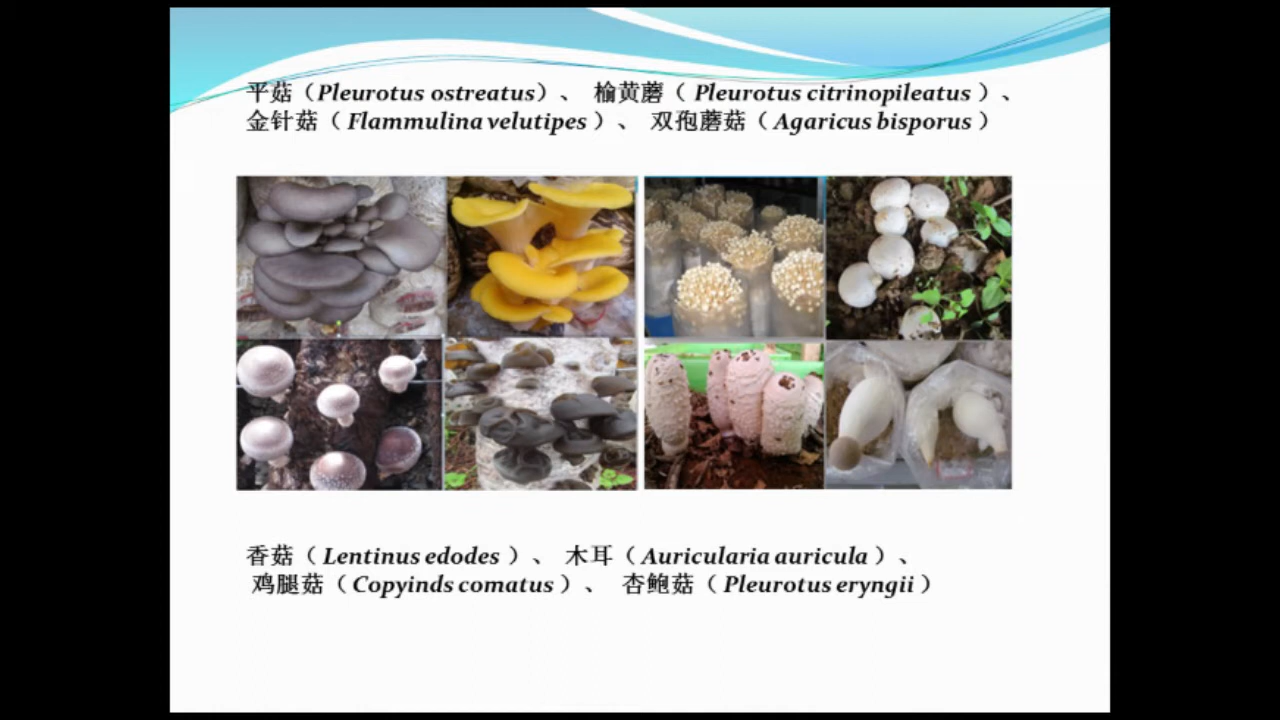 平菇（Pleurotus ostreatus）、 榆黄蘑（ Pleurotus citrinopileatus ）、
金针菇（ Flammulina velutipes ）、 双孢蘑菇（ Agaricus bisporus ）
香菇（ Lentinus edodes ）、 木耳（ Auricularia auricula ）、
鸡腿菇（ Copyinds comatus ）、 杏鲍菇（ Pleurotus eryngii ）